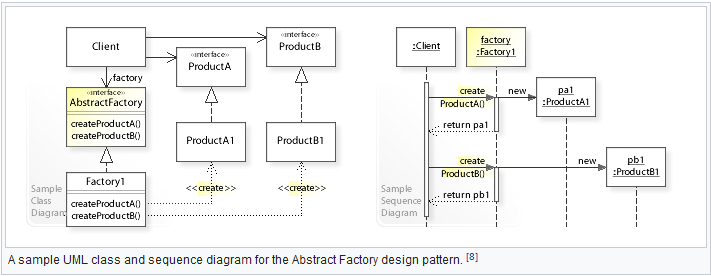 Client
factory
«interface»
AbstractFactory
createProductA()
createProductB()
Factory1
createProductA()
createProductB()
«interface»
ProductA
«interface»
ProductB
ProductA1
ProductB1
<<create>>
<<create>>
Sample
Class
Diagram
:Client
factory
:Factory1
create
ProductA()
new
pa1
:ProductA1
return pa1
create
ProductB()
new
pb1
:ProductB1
return pb1
Sample
Sequence
Diagram
A sample UML class and sequence diagram for the Abstract Factory design pattern. [8]